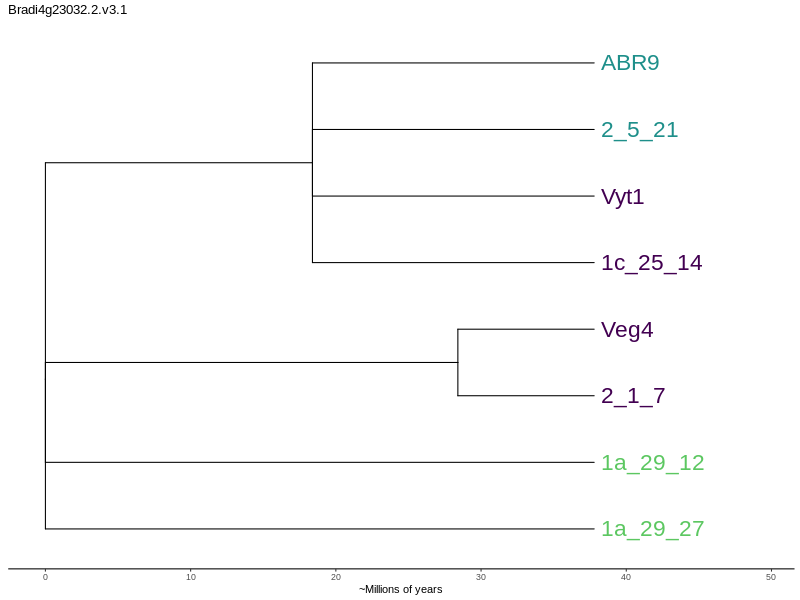 Bradi4g23032.2.v3.1
ABR9
2_5_21
Vyt1
1c_25_14
Veg4
2_1_7
1a_29_12
1a_29_27
0 10 20 30 40 50
~Millions of years